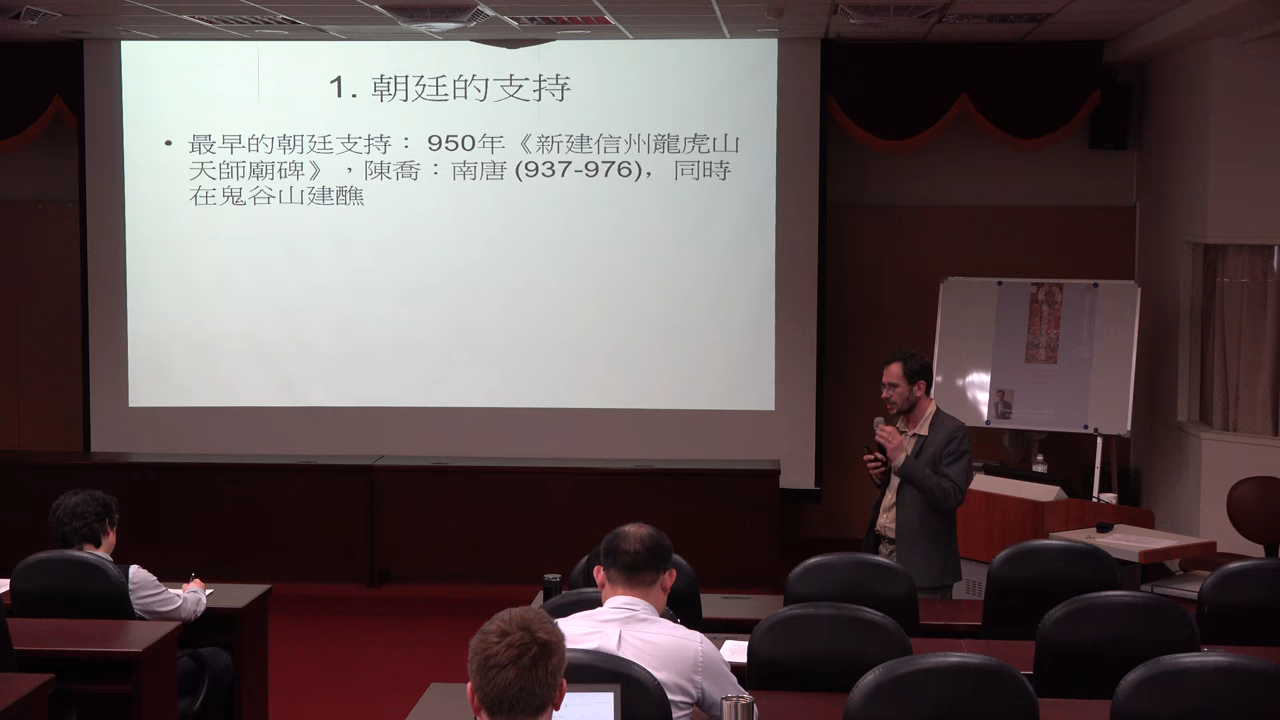 1. 朝廷的支持
• 最早的朝廷支持： 950年《新建信州龍虎山
天師廟碑》，陳喬：南唐 (937-976)， 同時
在鬼谷山建醮